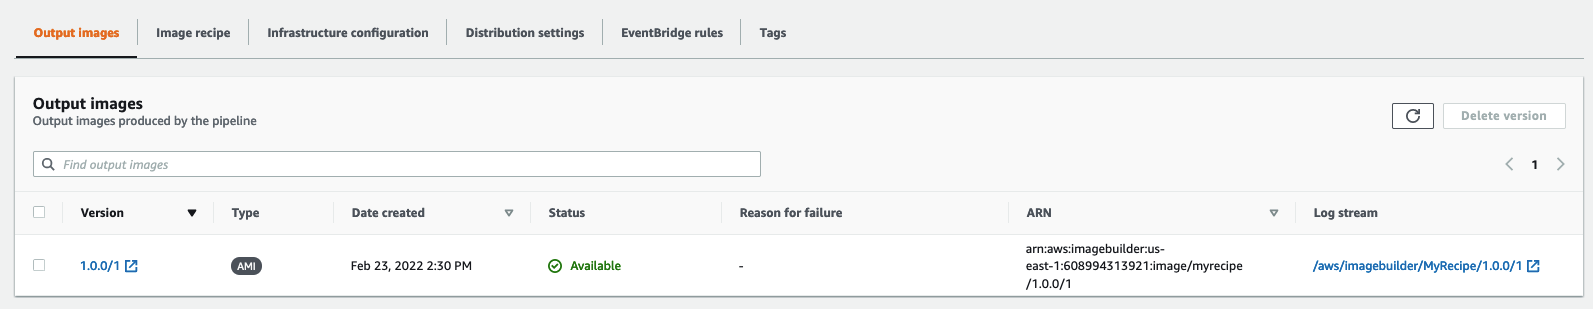 Output images
Image recipe
Infrastructure configuration
Distribution settings
EventBridge rules
Tags
Output images
Output images produced by the pipeline
Delete version
Find output images
1
Version
Type
Date created
Status
Reason for failure
ARN
Log stream
1.0.0/1
AMI
Feb 23, 2022 2:30 PM
Available
-
arn:aws:imagebuilder:us-
east-1:608994313921:image/myrecipe
/1.0.0/1
/aws/imagebuilder/MyRecipe/1.0.0/1